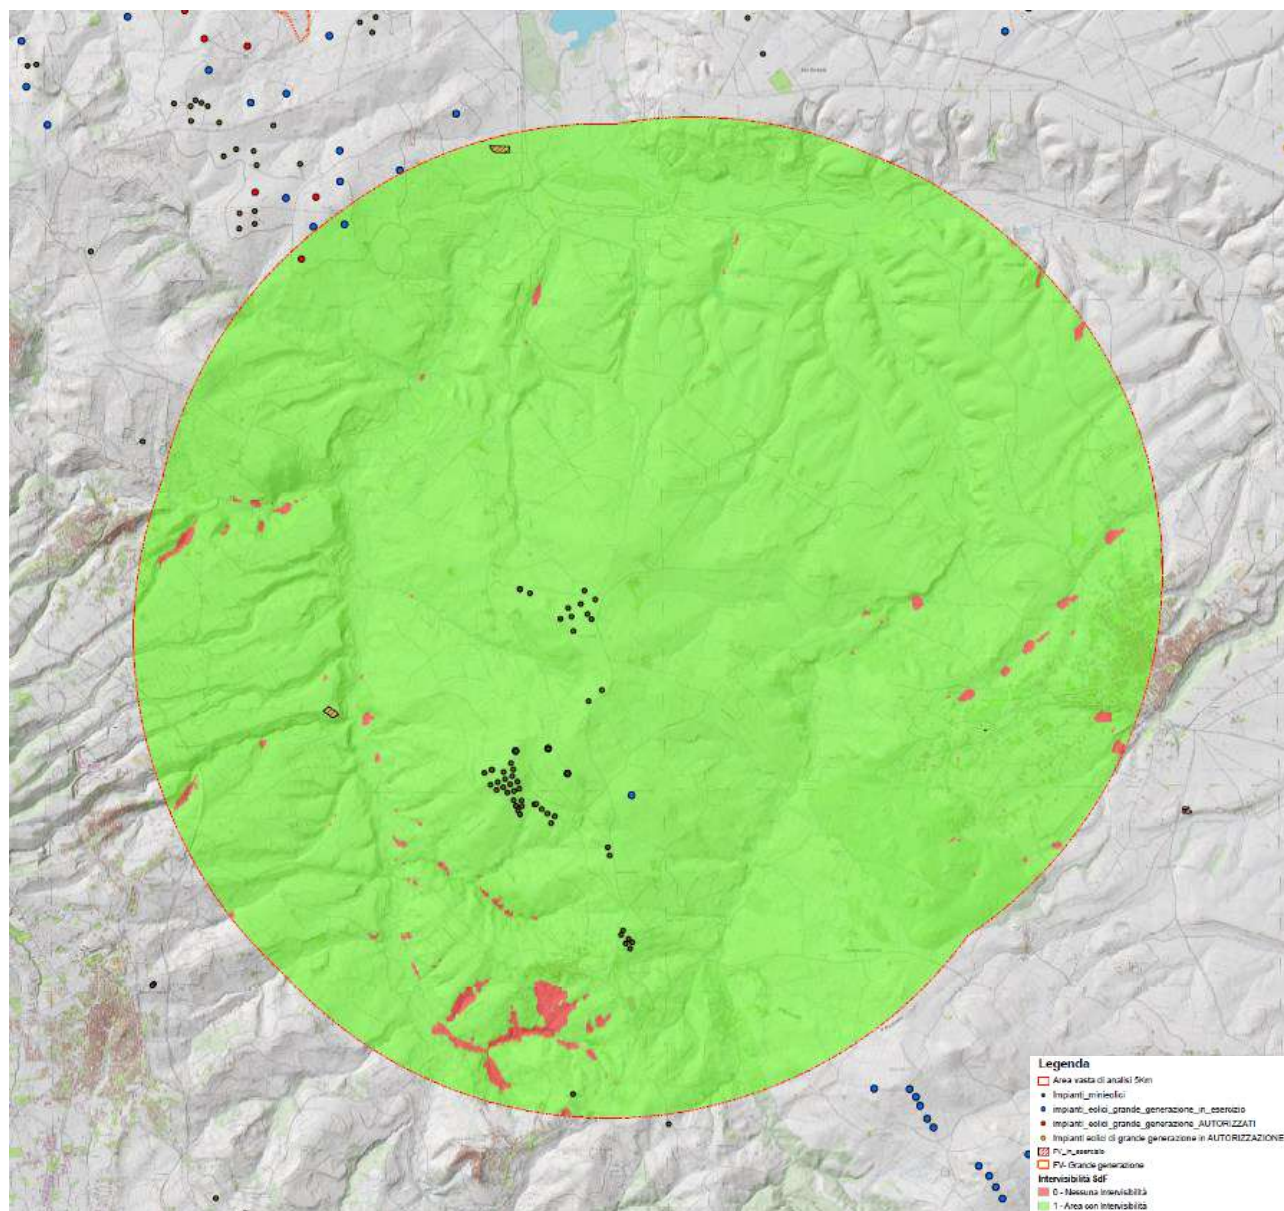 Legenda
Area vasta di analisi 5Km
Impianti_minieolici
impianti_eolici_grande_generazione_in_esercizio
impianti_eolici_grande_generazione_AUTORIZZATI
Impianti eolici di grande generazione in AUTORIZZAZIONE
FV_in_esercizio
FV- Grande generazione
Intervisibilità SdF
0 - Nessuna Intervisibilità
1 - Area con Intervisibilità